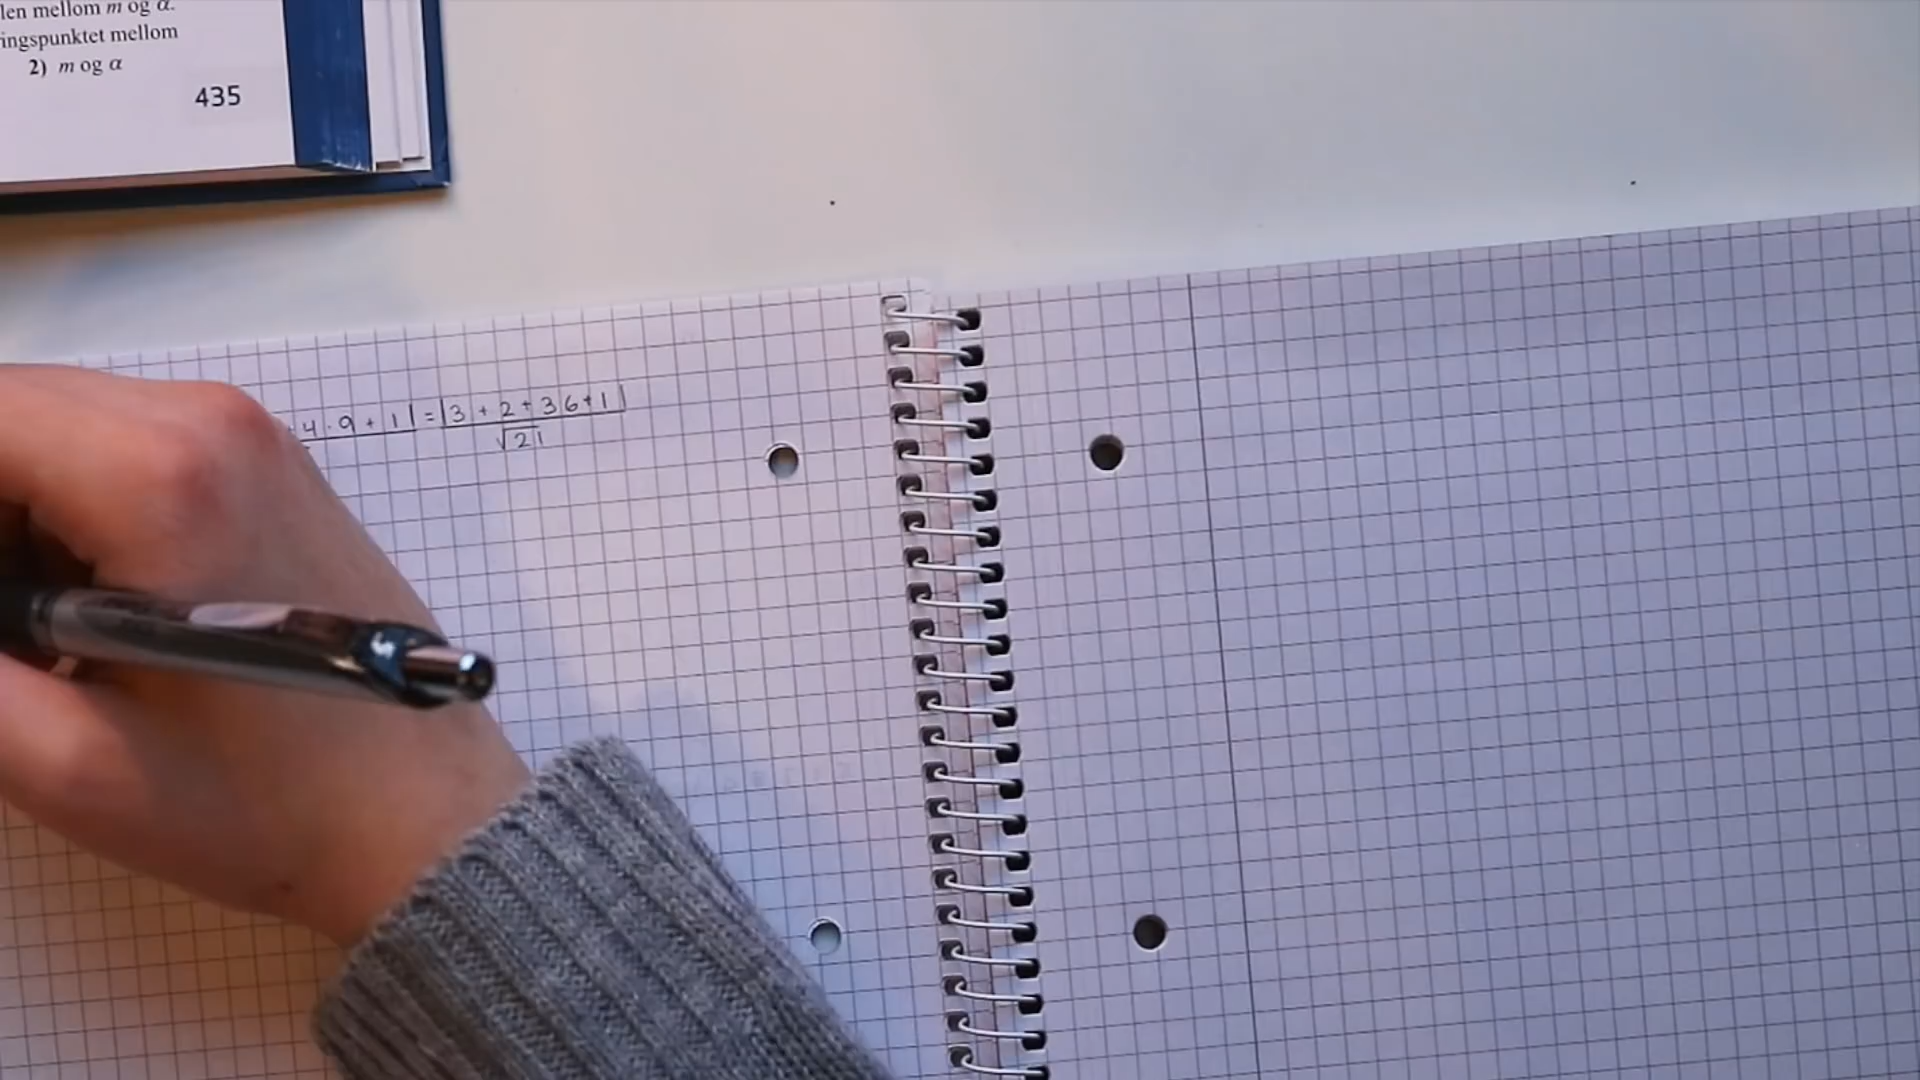 len mellom m og α.
ingspunktet mellom
2) m og α
435
4·9 + 1| = |3 + 2 + 36+1|
√21